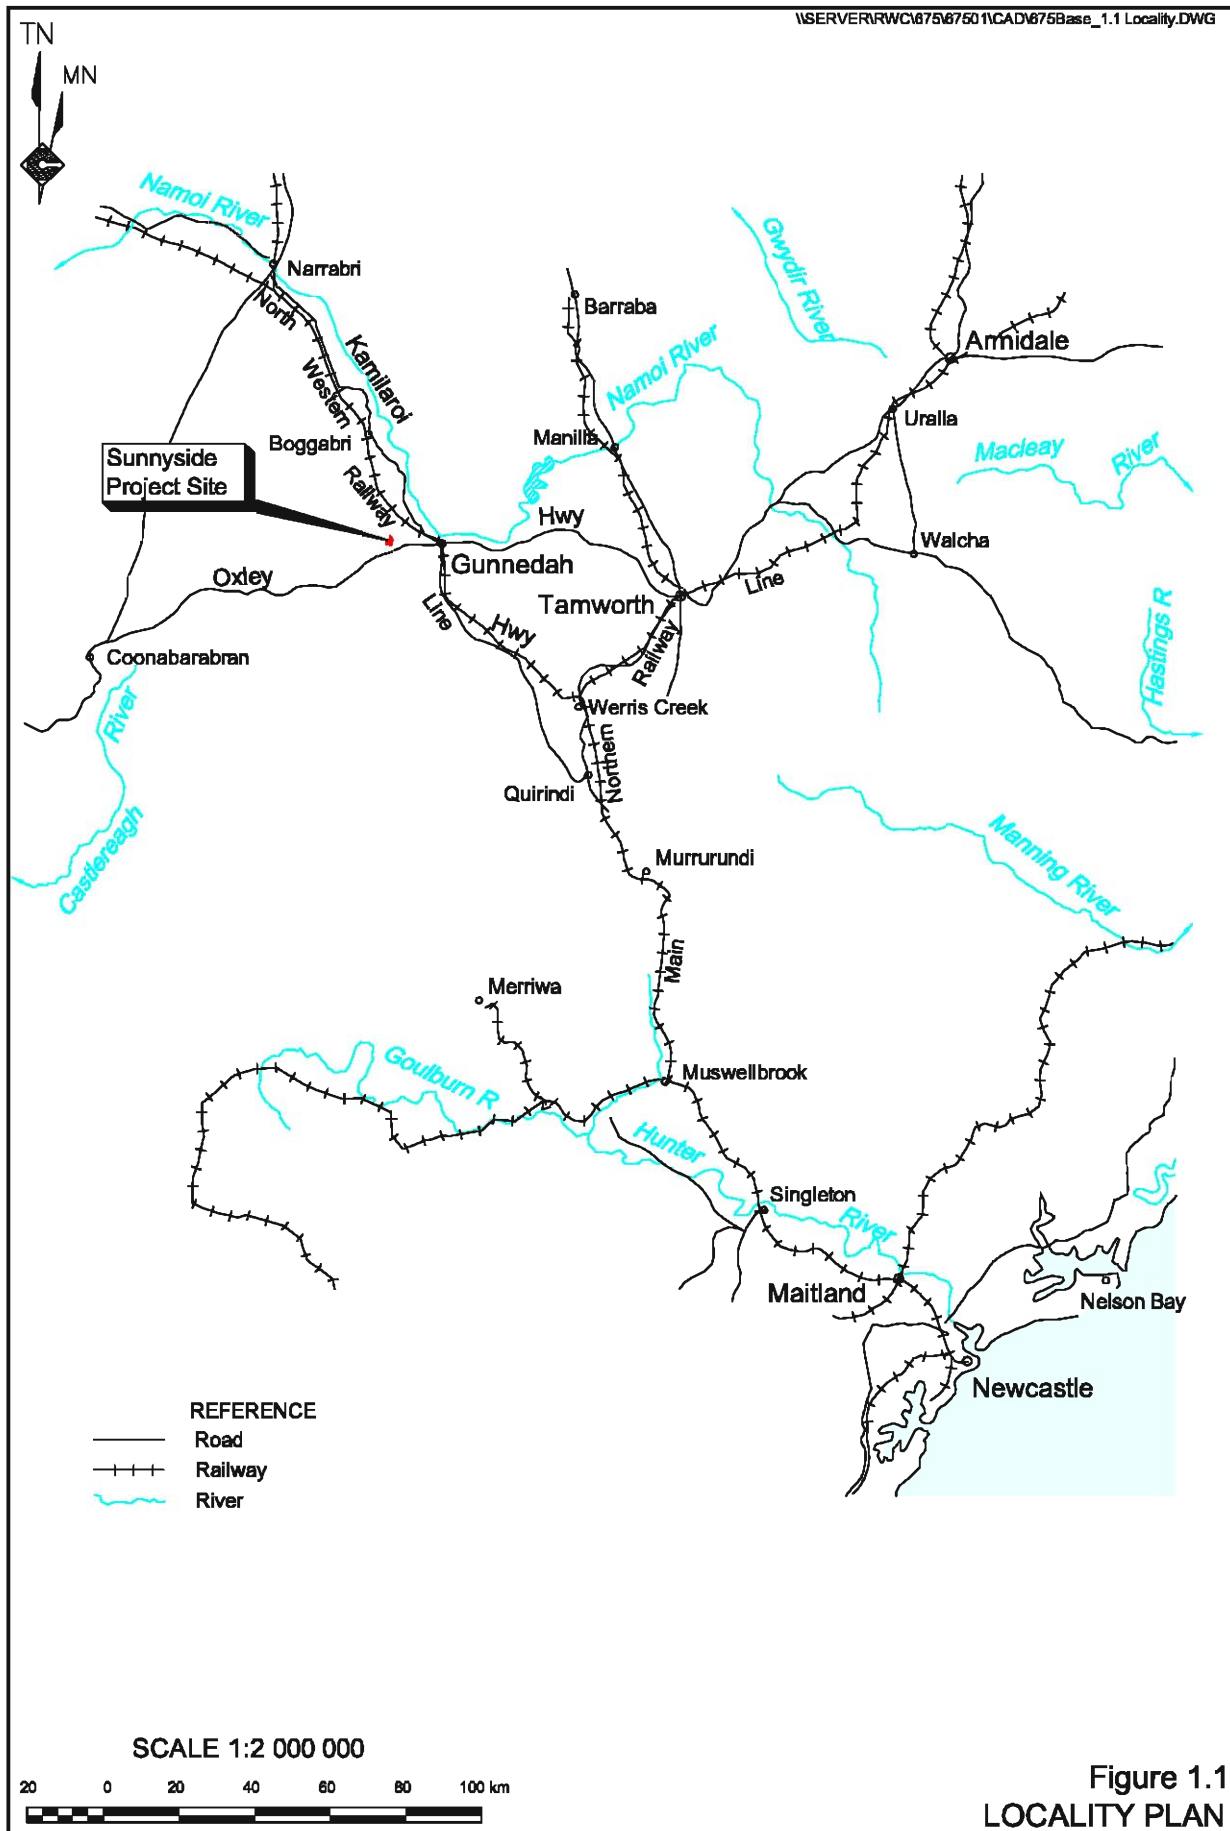 \\SERVER\RWC\675\67501\CAD\675Base_1.1 Locality.DWG
TN
MN
Namoi River
Gwydir River
Narrabri
North
Barraba
Kamilaroi
Namoi River
Armidale
Western
Uralla
Boggabri
Manilla
Macleay
River
Sunnyside
Project Site
Railway
Hwy
Walcha
Gunnedah
Oxley
Line
Tamworth
Line
Hwy
Railway
Hastings R
Coonabarabran
River
Werris Creek
Northern
Quirindi
Castlereagh
Manning River
Murrurundi
Main
Merriwa
Goulburn R
Muswellbrook
Hunter
Singleton
River
Maitland
Nelson Bay
Newcastle
REFERENCE
Road
Railway
River
SCALE 1:2 000 000
20 0 20 40 60 80 100 km
Figure 1.1
LOCALITY PLAN